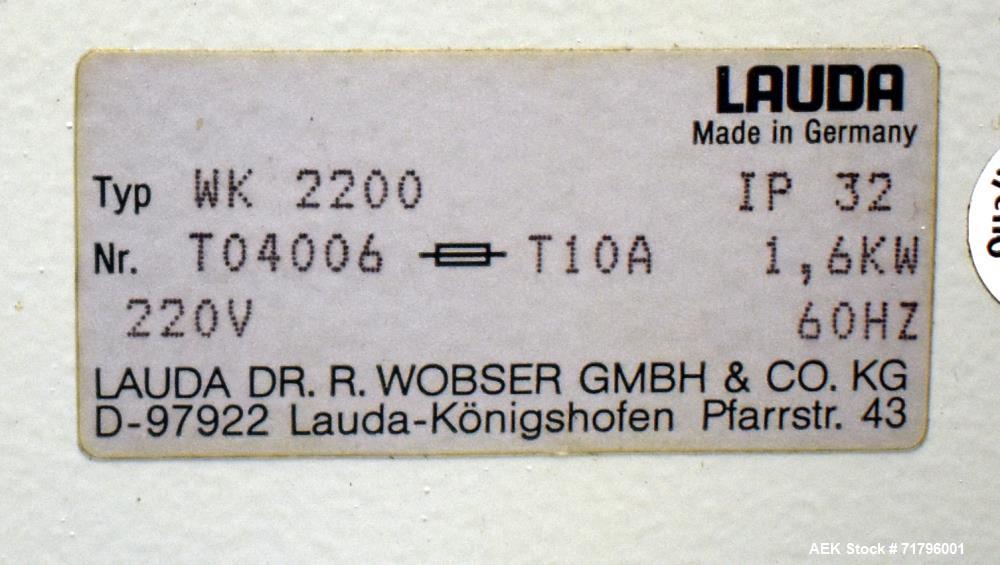 LAUDA
Made in Germany
Typ WK 2200 IP 32
Nr. T04006 T10A 1,6KW
220V 60HZ
LAUDA DR. R. WOBSER GMBH & CO. KG
D-97922 Lauda-Königshofen Pfarrstr. 43
AEK Stock # 71796001